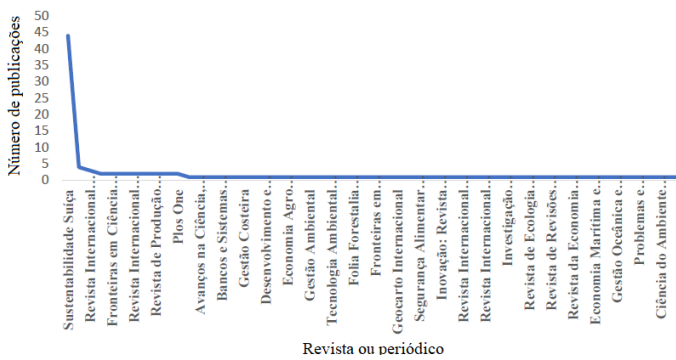 Número de publicações
50
45
40
35
30
25
20
15
10
5
0
Sustentabilidade Suíça
Revista Internacional...
Fronteiras em Ciência...
Revista Internacional...
Revista de Produção...
Plos One
Avanços na Ciência,...
Bancos e Sistemas...
Gestão Costeira
Desenvolvimento e...
Economia Agro...
Gestão Ambiental
Tecnologia Ambiental...
Folia Forestalia...
Fronteiras em...
Geocarto Internacional
Segurança Alimentar...
Inovação: Revista...
Revista Internacional...
Revista Internacional...
Investigação...
Revista de Ecologia...
Revista de Revisões...
Revista da Economia...
Economia Marítima e...
Gestão Oceânica e...
Problemas e...
Ciência do Ambiente...
Revista ou periódico